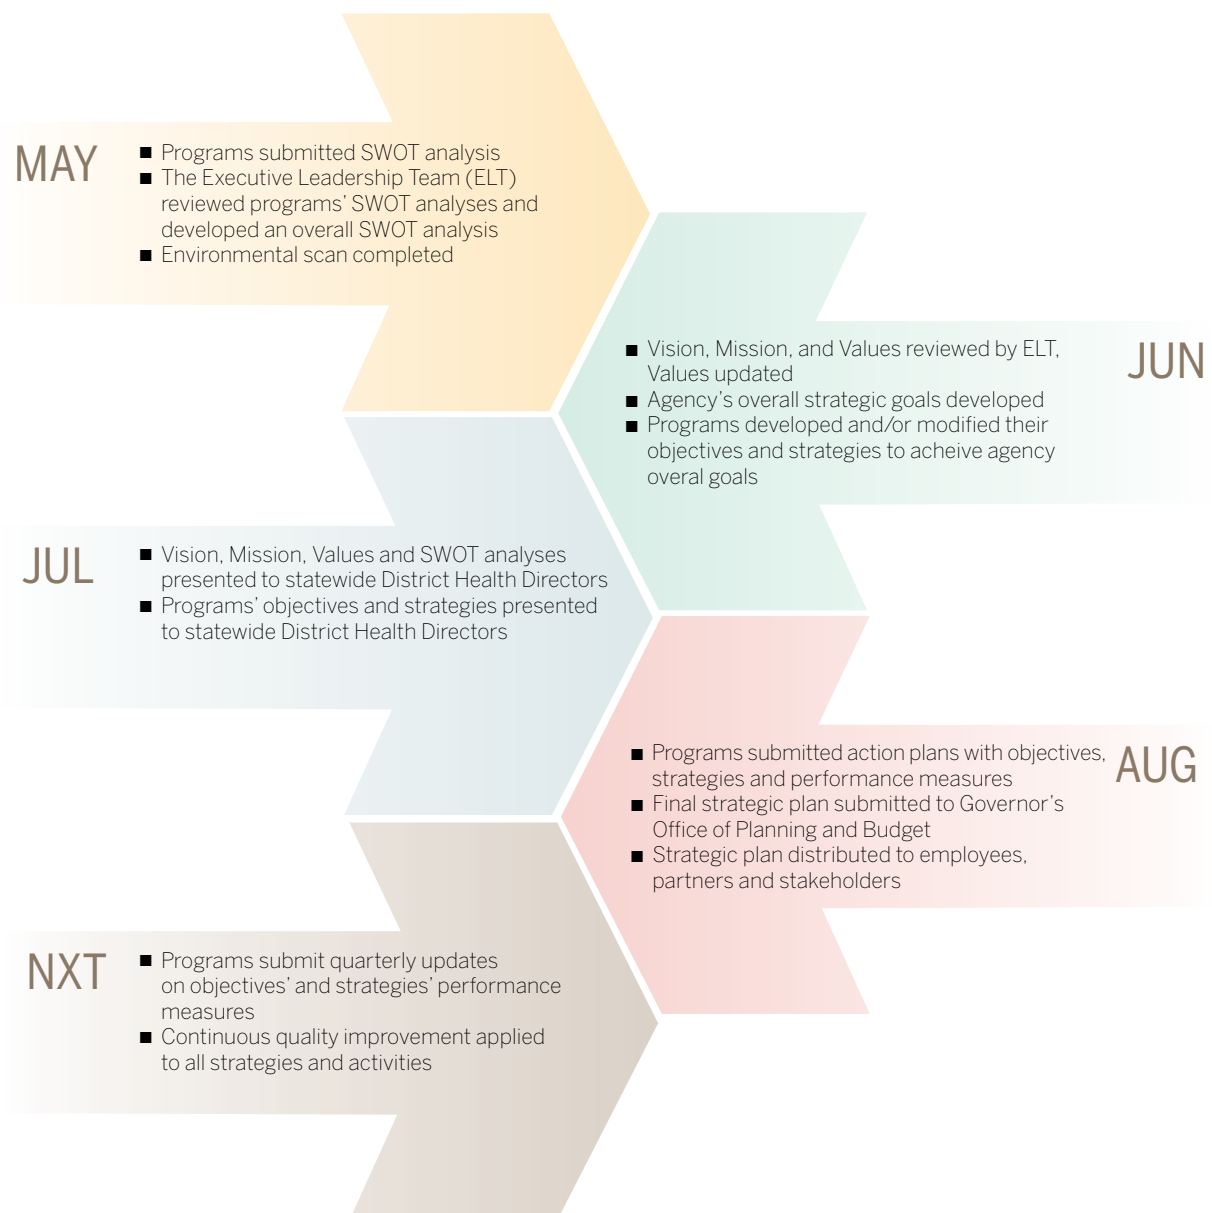 MAY
■ Programs submitted SWOT analysis
■ The Executive Leadership Team (ELT)
reviewed programs’ SWOT analyses and
developed an overall SWOT analysis
■ Environmental scan completed
JUN
■ Vision, Mission, and Values reviewed by ELT,
Values updated
■ Agency’s overall strategic goals developed
■ Programs developed and/or modified their
objectives and strategies to acheive agency
overal goals
JUL
■ Vision, Mission, Values and SWOT analyses
presented to statewide District Health Directors
■ Programs’ objectives and strategies presented
to statewide District Health Directors
AUG
■ Programs submitted action plans with objectives,
strategies and performance measures
■ Final strategic plan submitted to Governor’s
Office of Planning and Budget
■ Strategic plan distributed to employees,
partners and stakeholders
NXT
■ Programs submit quarterly updates
on objectives’ and strategies’ performance
measures
■ Continuous quality improvement applied
to all strategies and activities